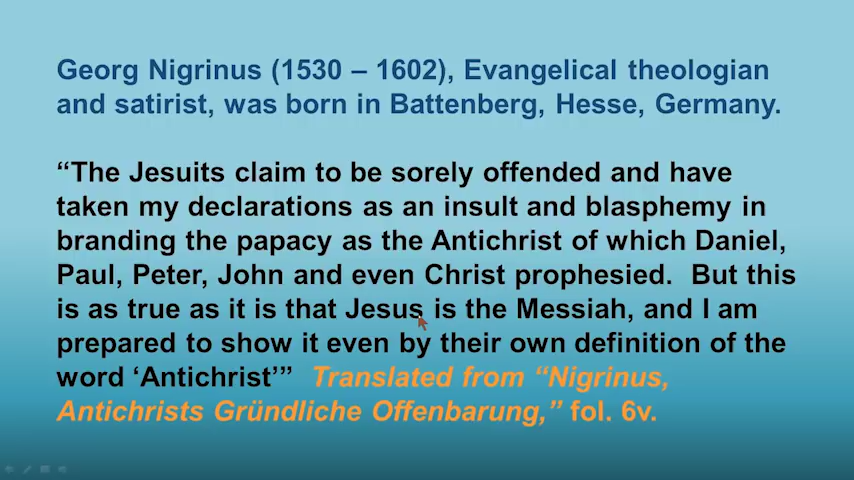 Georg Nigrinus (1530 – 1602), Evangelical theologian
and satirist, was born in Battenberg, Hesse, Germany.
“The Jesuits claim to be sorely offended and have
taken my declarations as an insult and blasphemy in
branding the papacy as the Antichrist of which Daniel,
Paul, Peter, John and even Christ prophesied.  But this
is as true as it is that Jesus is the Messiah, and I am
prepared to show it even by their own definition of the
word ‘Antichrist’”  Translated from “Nigrinus,
Antichrists Gründliche Offenbarung,” fol. 6v.